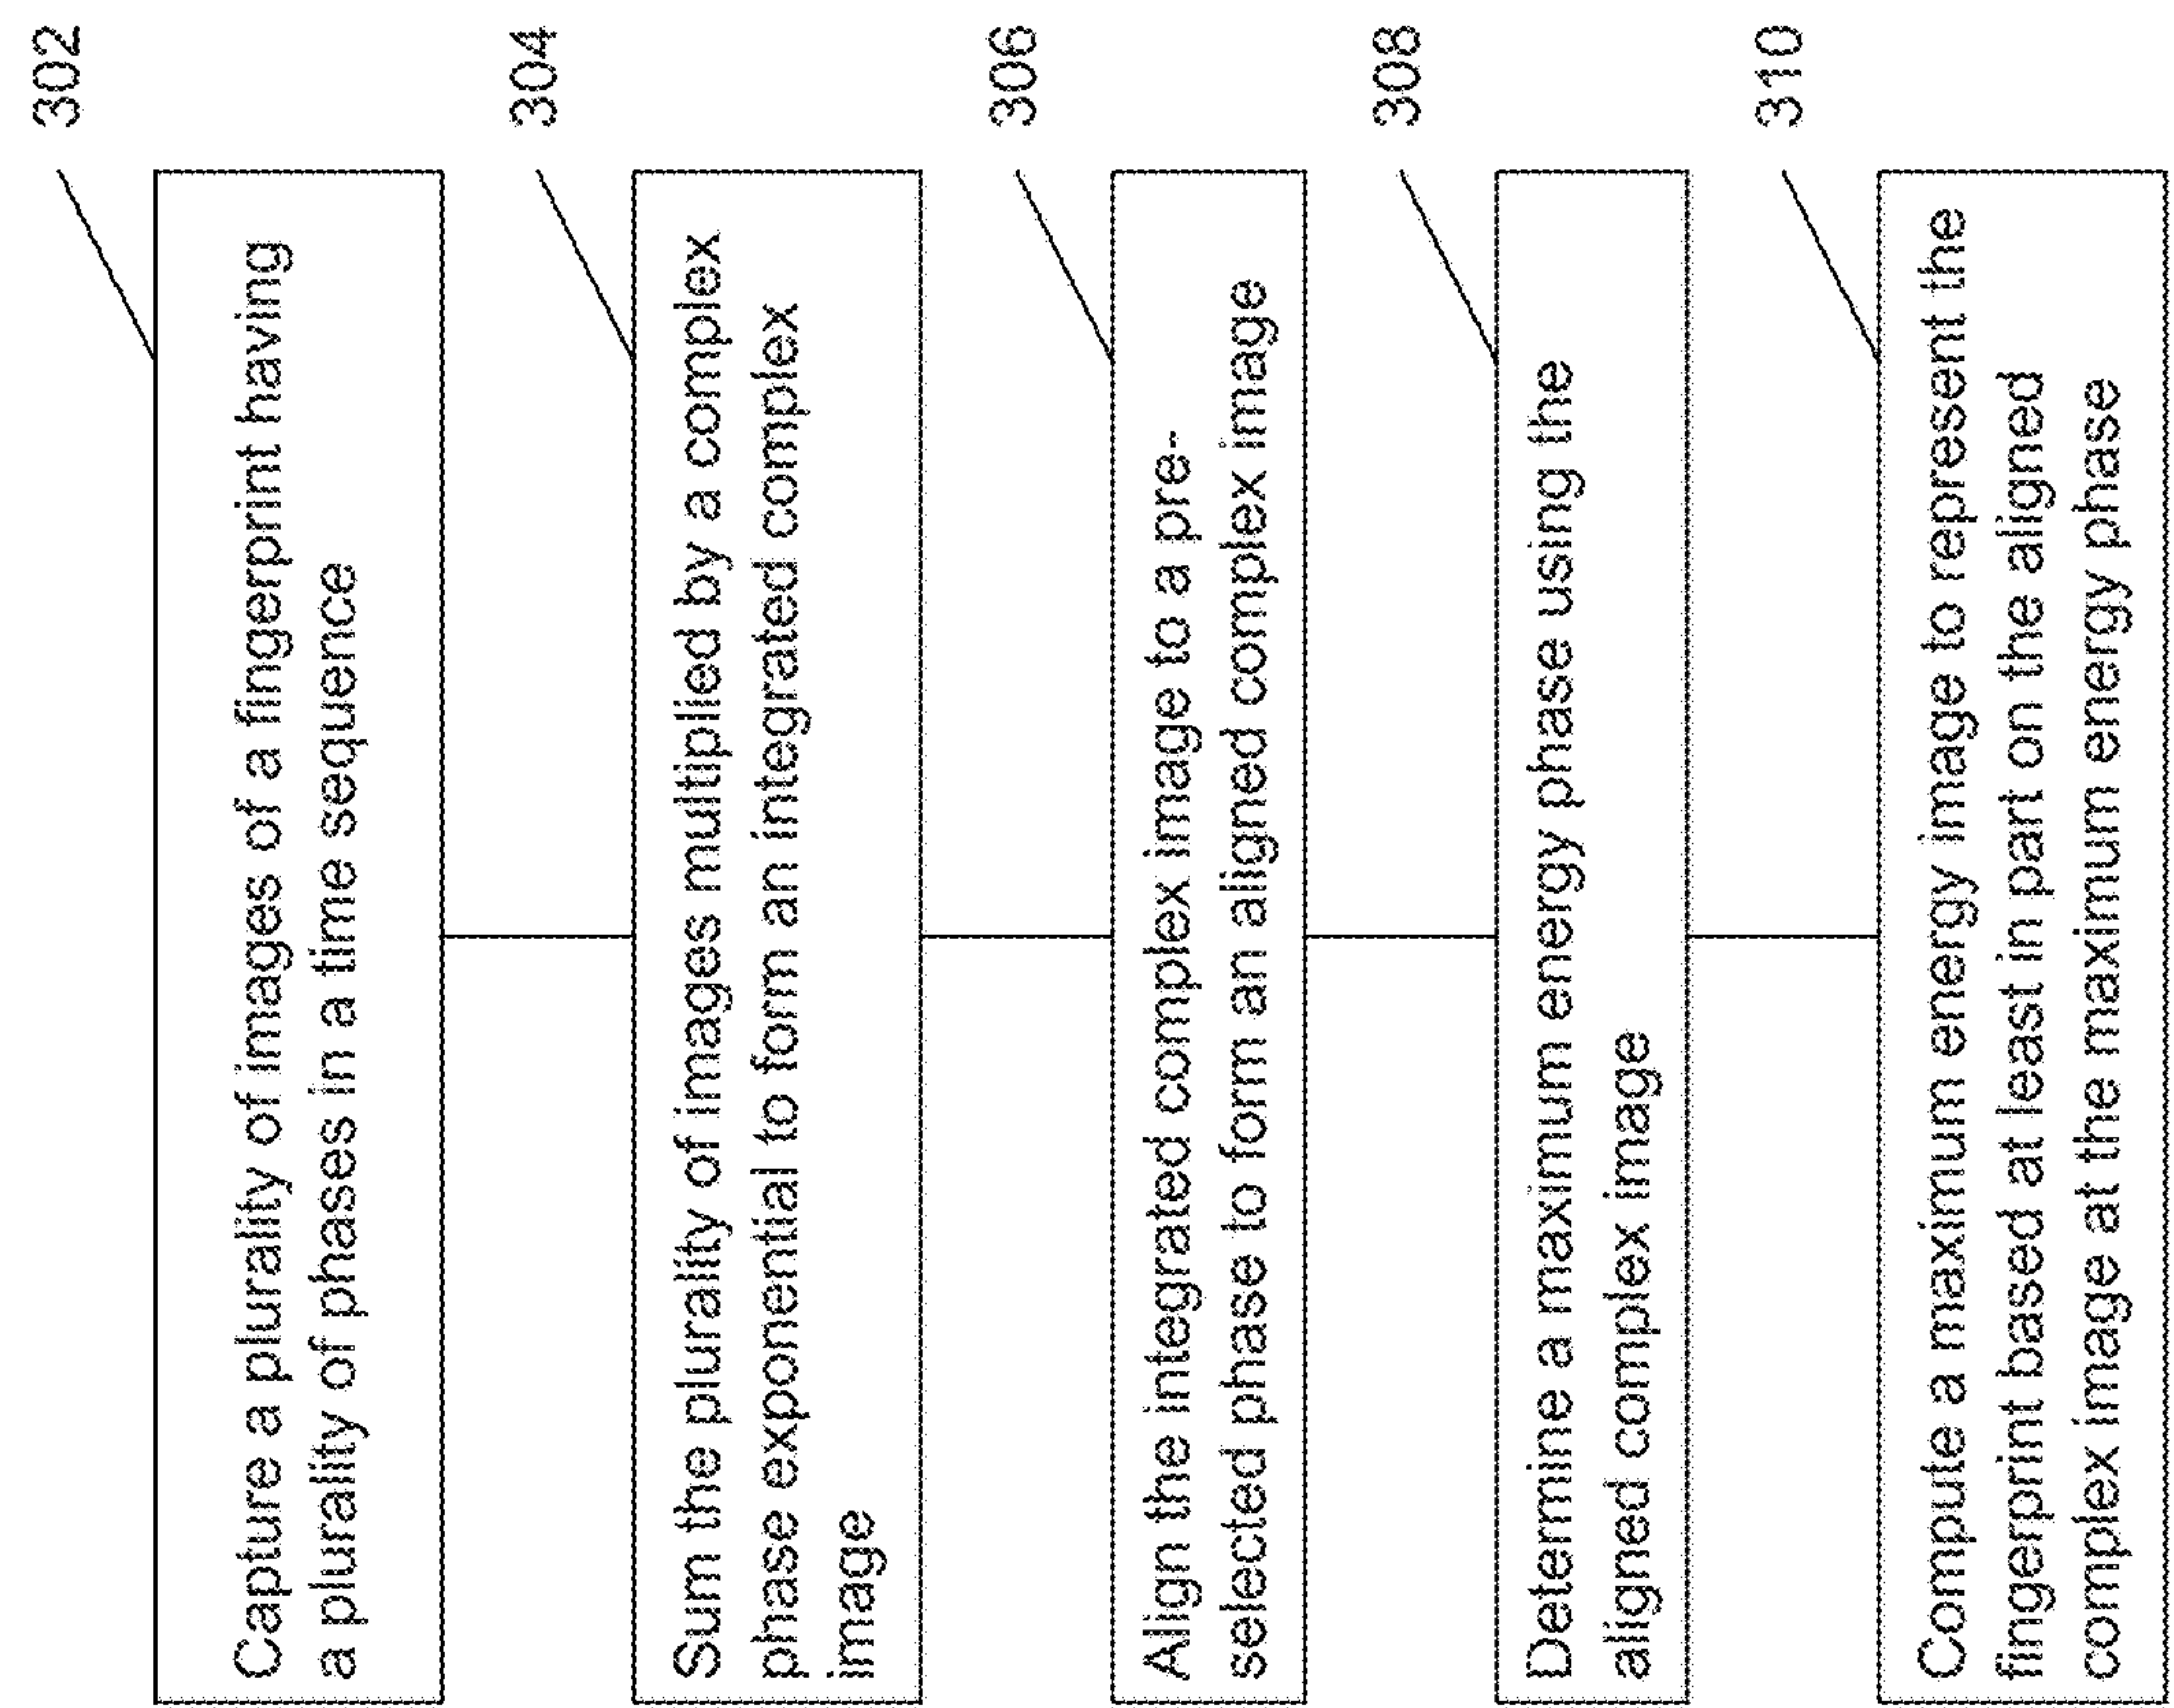 302
Capture a plurality of images of a fingerprint having
a plurality of phases in a time sequence
304
Sum the plurality of images multiplied by a complex
phase exponential to form an integrated complex
image
306
Align the integrated complex image to a pre-
selected phase to form an aligned complex image
308
Determine a maximum energy phase using the
aligned complex image
310
Compute a maximum energy image to represent the
fingerprint based at least in part on the aligned
complex image at the maximum energy phase